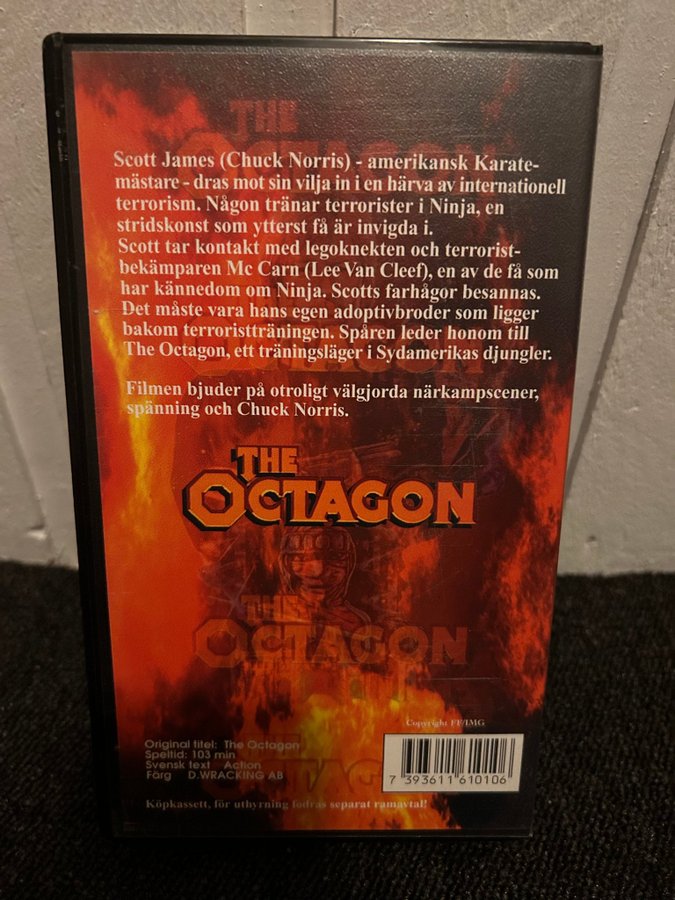 THE
OCTAGON
Scott James (Chuck Norris) - amerikansk Karate-
mästare - dras mot sin vilja in i en härva av internationell
terrorism. Någon tränar terrorister i Ninja, en
stridskonst som ytterst få är invigda i.
Scott tar kontakt med legoknekten och terrorist-
bekämparen Mc Carn (Lee Van Cleef), en av de få som
har kännedom om Ninja. Scotts farhågor besannas.
Det måste vara hans egen adoptivbroder som ligger
bakom terroristträningen. Spåren leder honom till
The Octagon, ett träningsläger i Sydamerikas djungler.
OCTAGON
Filmen bjuder på otroligt välgjorda närkampscener,
spänning och Chuck Norris.
THE
OCTAGON
THE
OCTAGON
Copyright FF/IMG
Original titel: The Octagon
Speltid: 103 min
Svensk text Action
Färg D.WRACKING AB
OCTAGON
7 393611 610106
Köpkassett, för uthyrning fodras separat ramavtal!